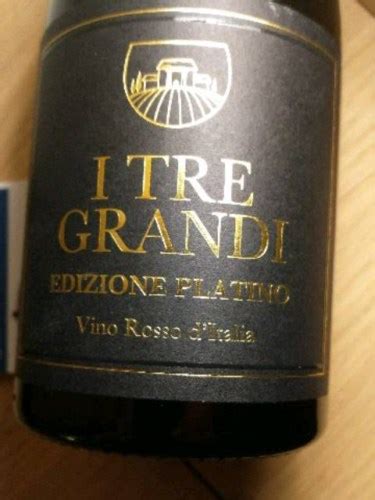 I TRE
GRANDI
EDIZIONE PLATINO
Vino Rosso d'Italia